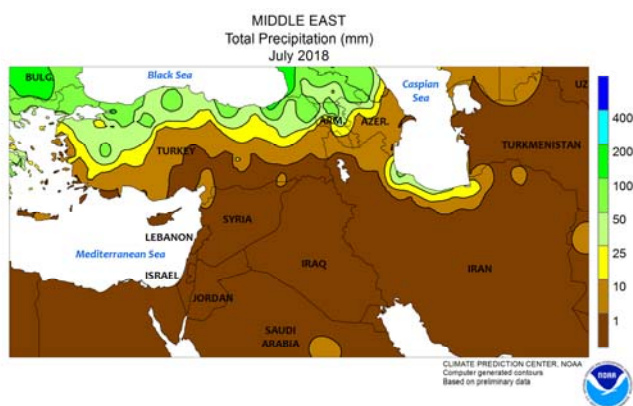 MIDDLE EAST
Total Precipitation (mm)
July 2018
BULG.
Black Sea
Caspian
Sea
UZ
ARM.
AZER.
TURKEY
TURKMENISTAN
SYRIA
LEBANON
Mediterranean Sea
IRAQ
IRAN
ISRAEL
JORDAN
SAUDI
ARABIA
400
200
100
50
25
10
1
CLIMATE PREDICTION CENTER, NOAA
Computer generated contours
Based on preliminary data
NOAA